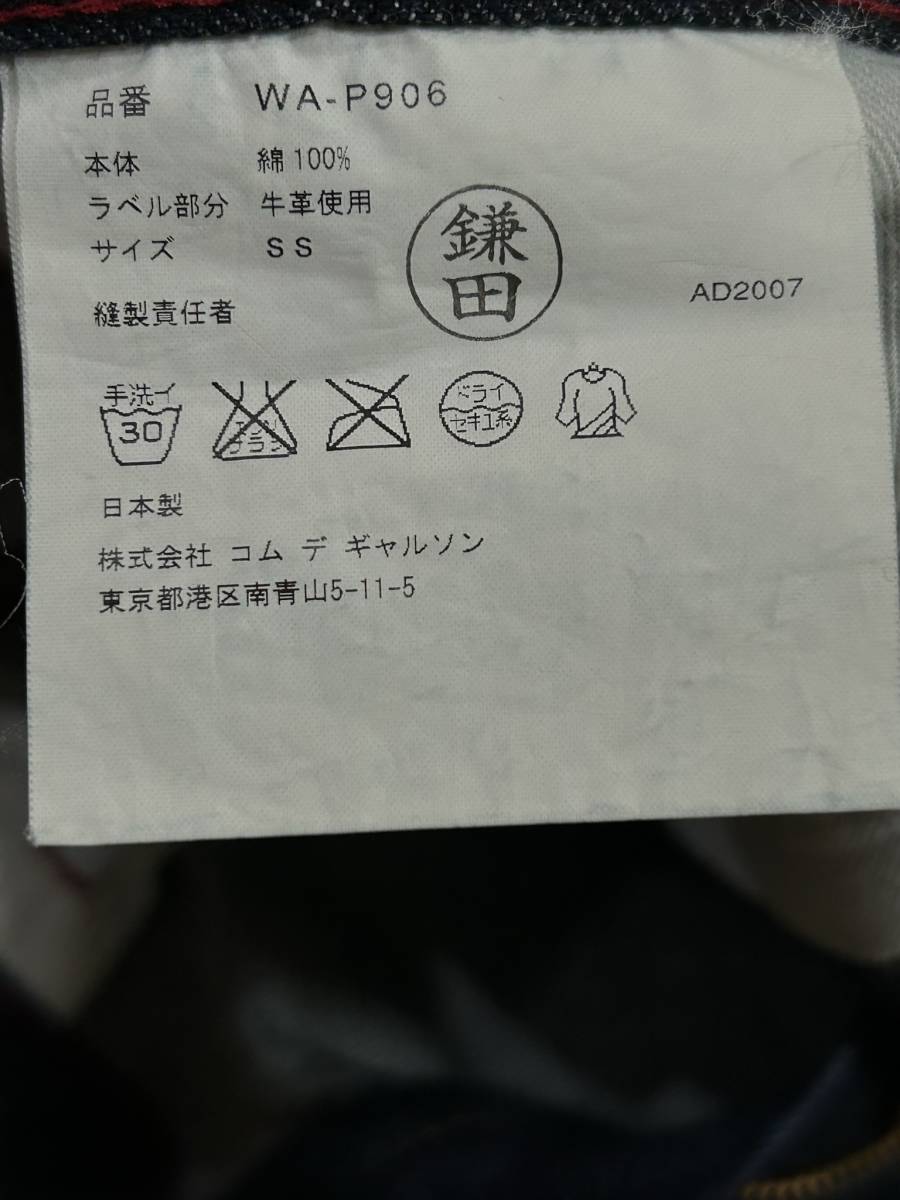 品番 WA-P906
本体 綿100%
ラベル部分 牛革使用
サイズ SS
鎌田
縫製責任者
AD2007
手洗イ
30
ドライ
セキユ系
日本製
株式会社 コム デ ギャルソン
東京都港区南青山5-11-5